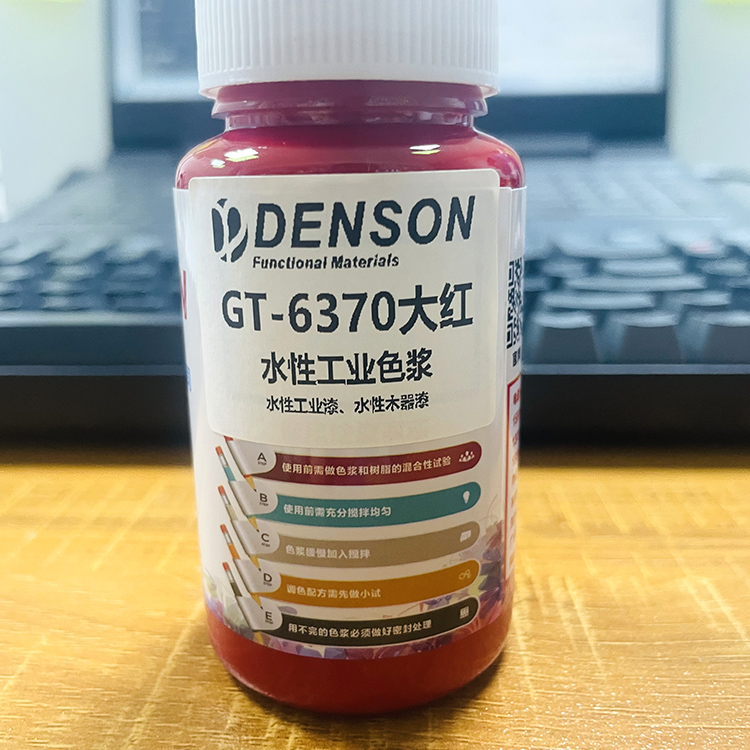 DENSON
Functional Materials
GT-6370大红
水性工业色浆
水性工业漆、水性木器漆
A
使用前需做色浆和树脂的混合性试验
B
使用前需充分搅拌均匀
C
色浆缓慢加入搅拌
D
调色配方需先做小试
E
用不完的色浆必须做好密封处理